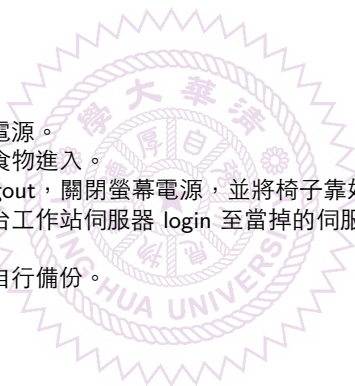 電源。
食物進入。
gout，關閉螢幕電源，並將椅子靠好
台工作站伺服器 login 至當掉的伺服
自行備份。